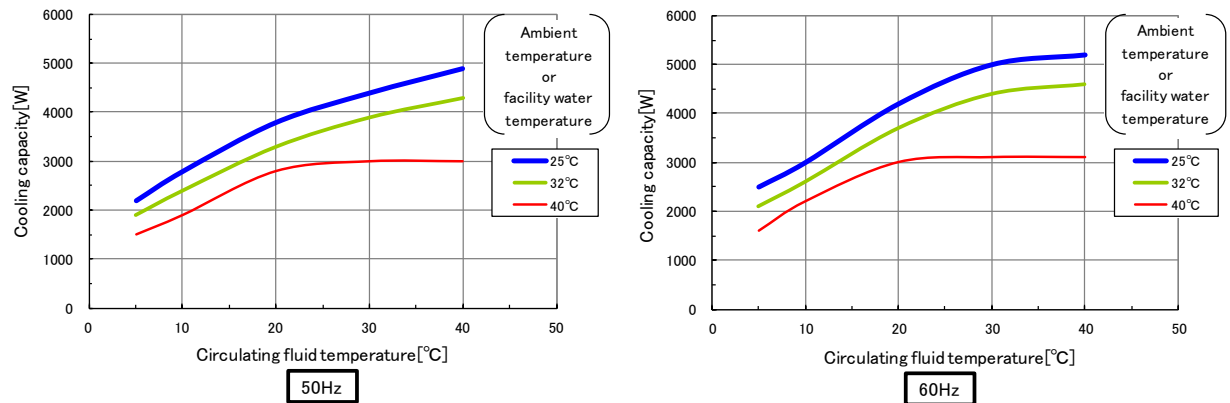 6000
5000
4000
3000
2000
1000
0
Cooling capacity[W]
0 10 20 30 40 50
Circulating fluid temperature[℃]
50Hz
Ambient
temperature
or
facility water
temperature
25℃
32℃
40℃
6000
5000
4000
3000
2000
1000
0
Cooling capacity[W]
0 10 20 30 40 50
Circulating fluid temperature[℃]
60Hz
Ambient
temperature
or
facility water
temperature
25℃
32℃
40℃